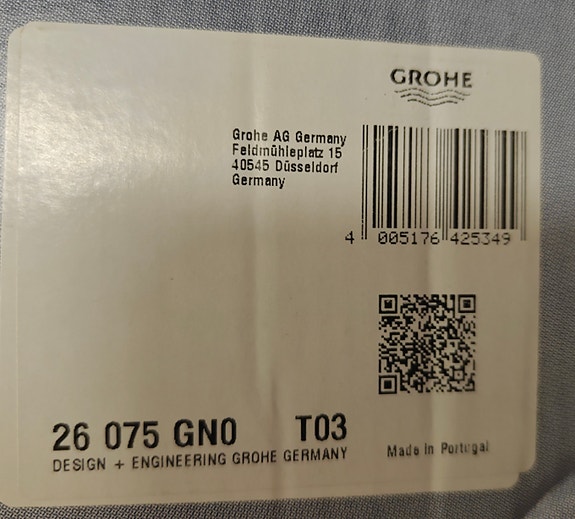 GROHE
Grohe AG Germany
Feldmühleplatz 15
40545 Düsseldorf
Germany
4 005176 425349
26 075 GN0 T03
DESIGN + ENGINEERING GROHE GERMANY
Made in Portugal